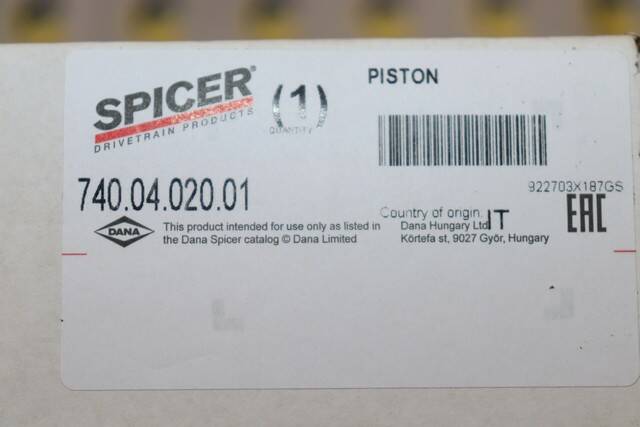 SPICER®
DRIVETRAIN PRODUCTS
(1)
QUANTITY
PISTON
922703X187GS
740.04.020.01
DANA
This product intended for use only as listed in
the Dana Spicer catalog © Dana Limited
Country of origin IT
Dana Hungary Ltd
Körtefa st, 9027 Györ, Hungary
EAC